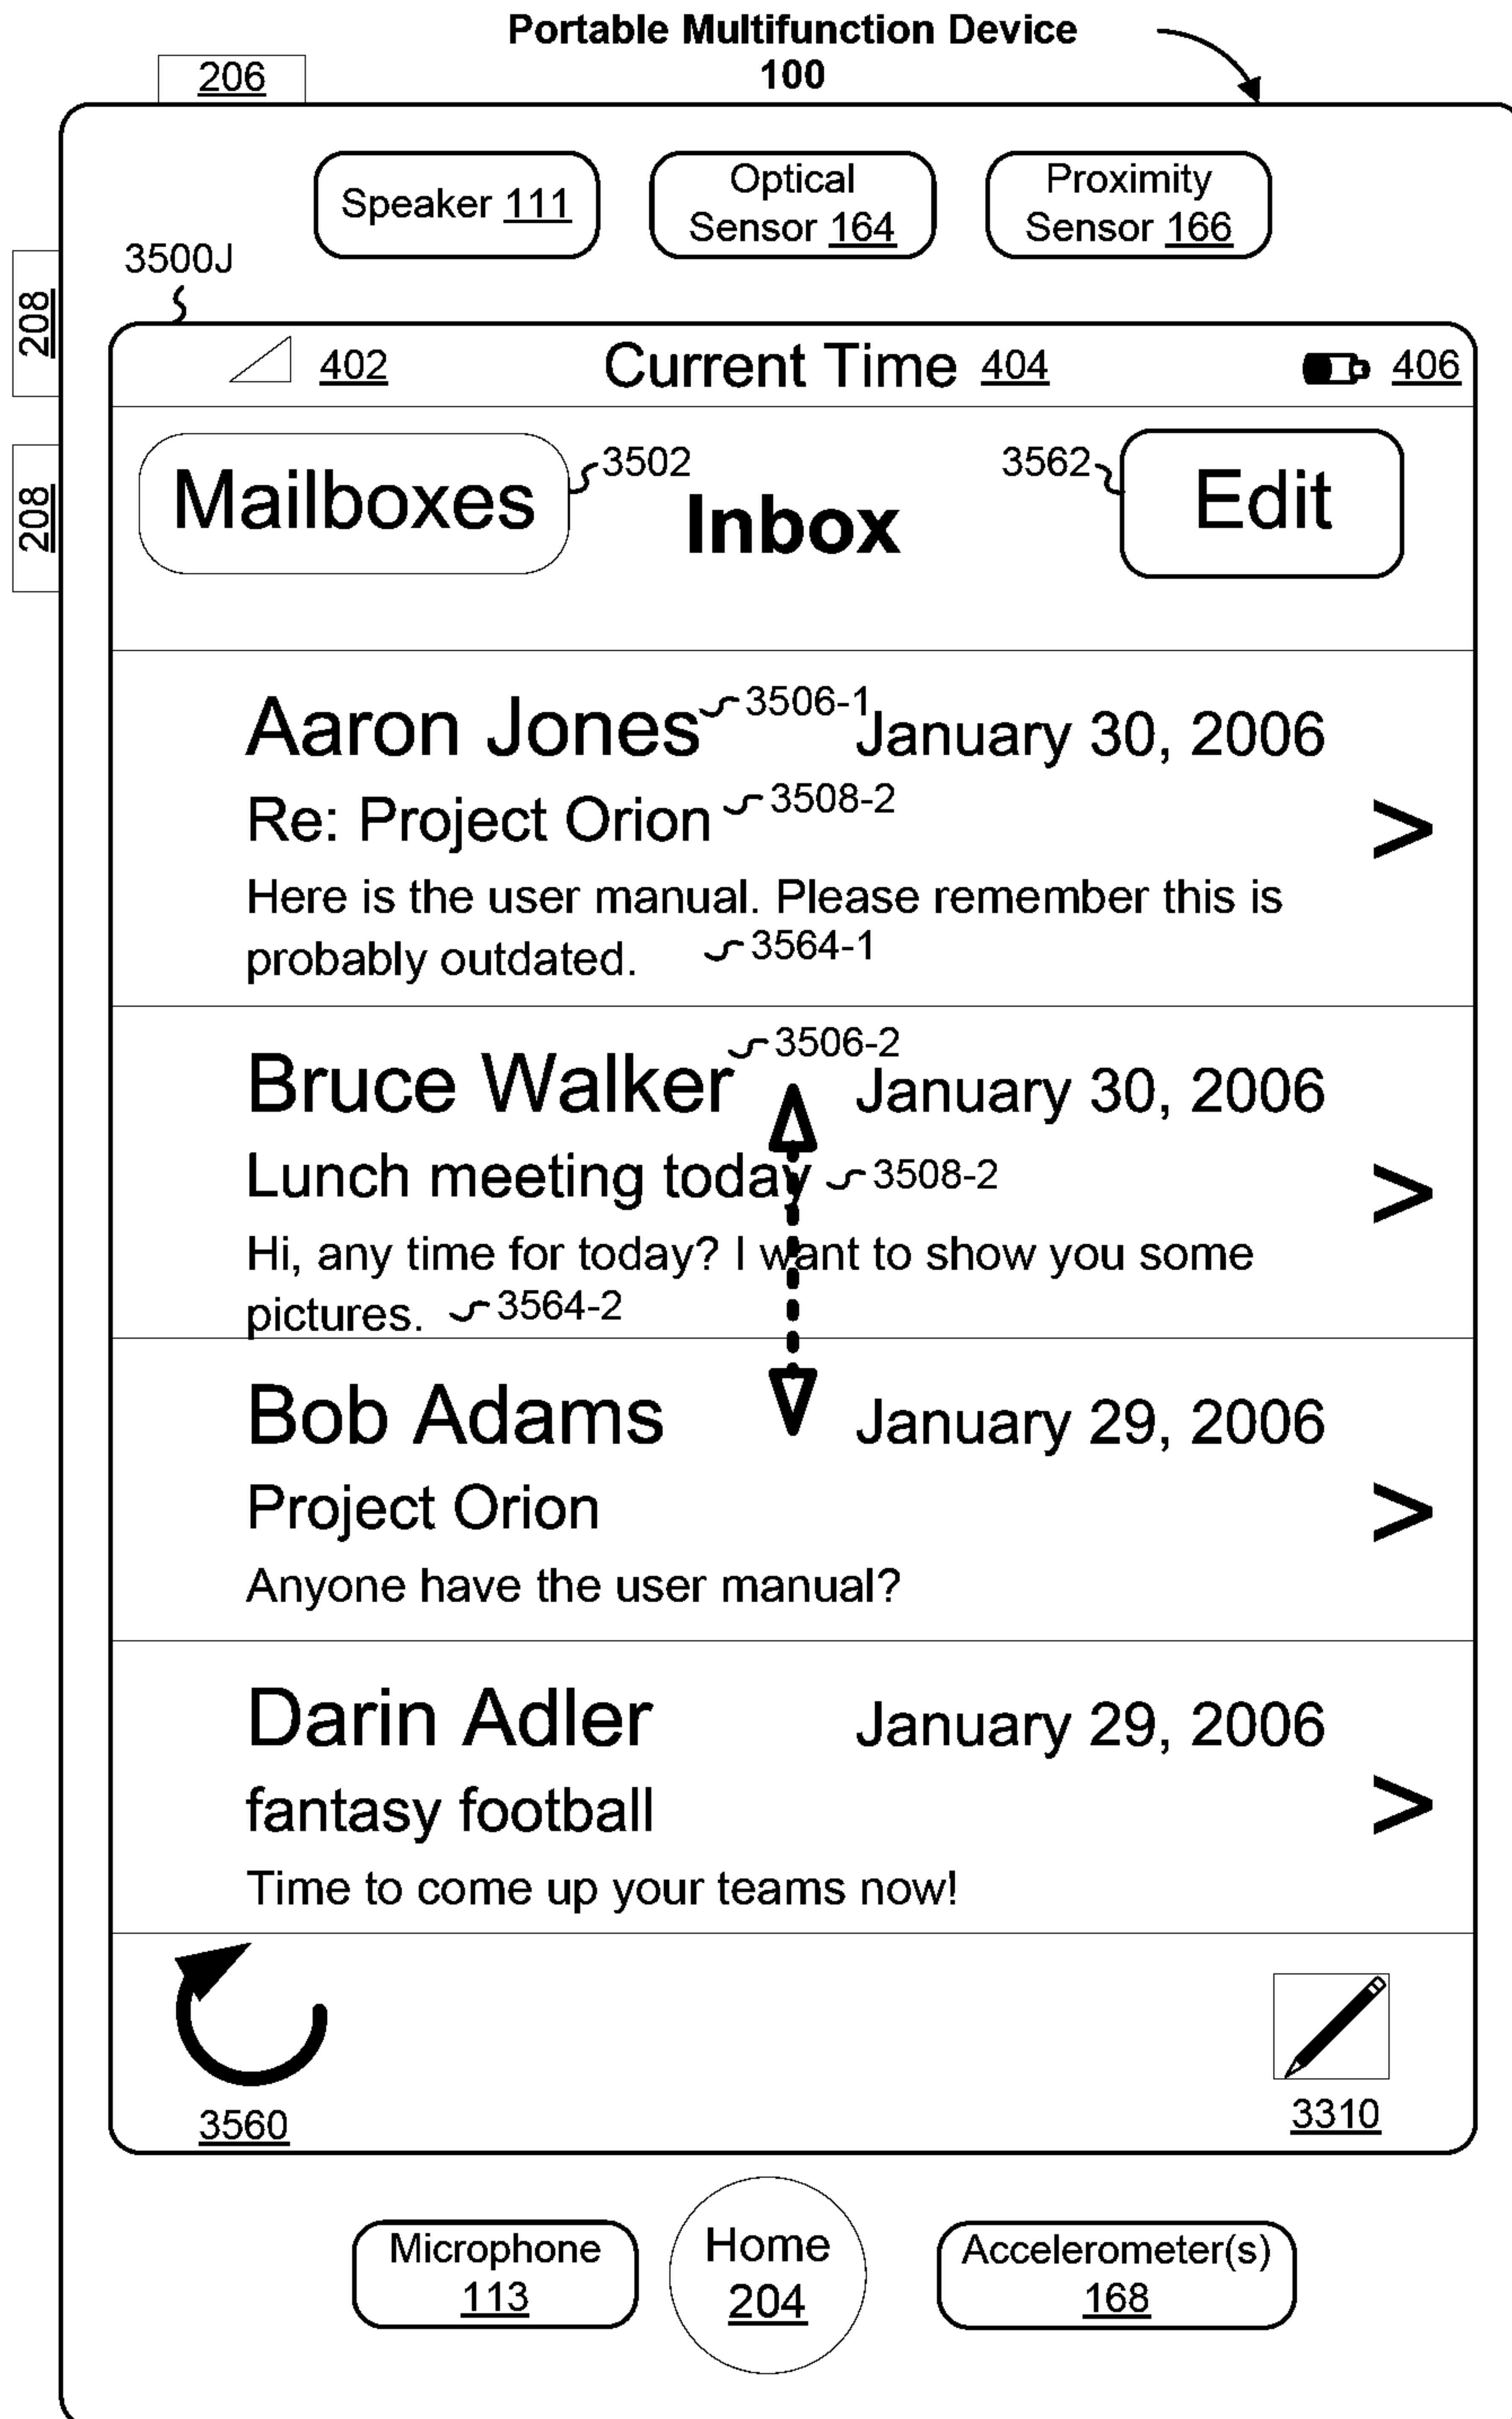 Portable Multifunction Device
100
206
Speaker 111
Optical
Sensor 164
Proximity
Sensor 166
3500J
208
208
402
Current Time 404
406
Mailboxes
3502
Inbox
3562
Edit
Aaron Jones 3506-1 January 30, 2006
Re: Project Orion 3508-2
>
Here is the user manual. Please remember this is
probably outdated. 3564-1
Bruce Walker 3506-2 January 30, 2006
Lunch meeting today 3508-2
>
Hi, any time for today? I want to show you some
pictures. 3564-2
Bob Adams January 29, 2006
Project Orion
>
Anyone have the user manual?
Darin Adler January 29, 2006
fantasy football
>
Time to come up your teams now!
3560
3310
Microphone
113
Home
204
Accelerometer(s)
168